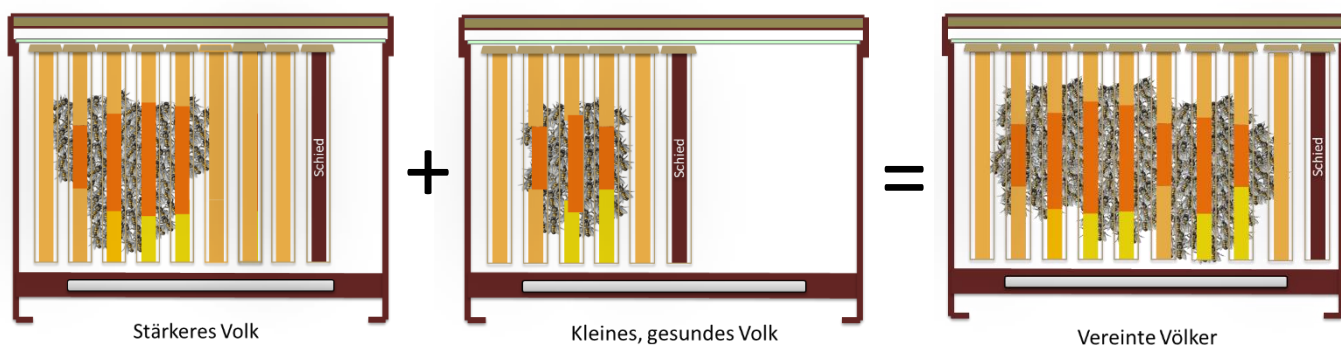 Schied
+
Schied
=
Schied
Stärkeres Volk
Kleines, gesundes Volk
Vereinte Völker